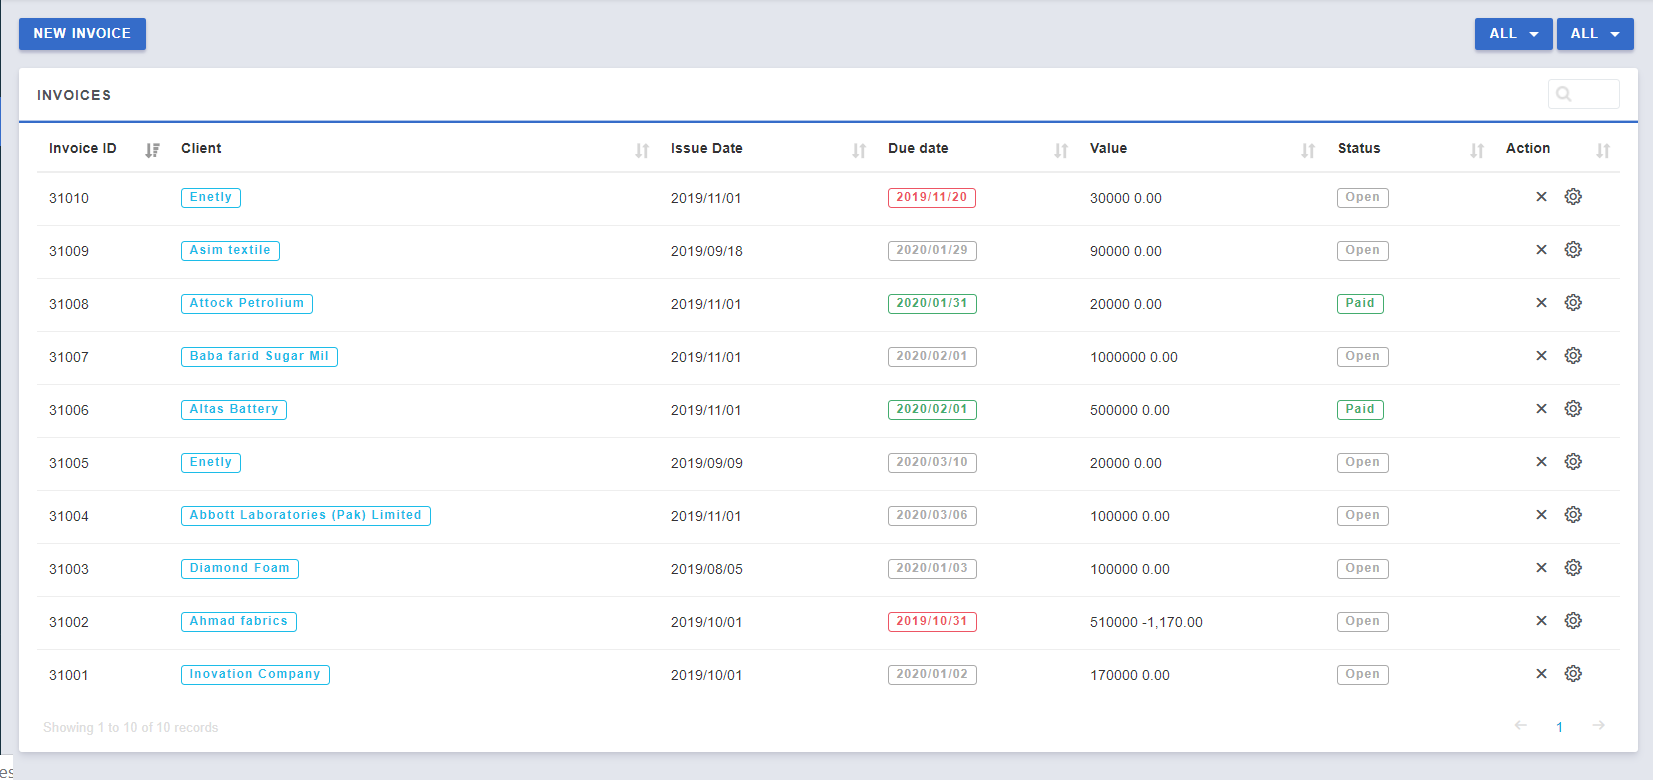 NEW INVOICE ALL ALL
INVOICES
Invoice ID Client Issue Date Due date Value Status Action
31010 Enetly 2019/11/01 2019/11/20 30000 0.00 Open
31009 Asim textile 2019/09/18 2020/01/29 90000 0.00 Open
31008 Attock Petrolium 2019/11/01 2020/01/31 20000 0.00 Paid
31007 Baba farid Sugar Mil 2019/11/01 2020/02/01 1000000 0.00 Open
31006 Altas Battery 2019/11/01 2020/02/01 500000 0.00 Paid
31005 Enetly 2019/09/09 2020/03/10 20000 0.00 Open
31004 Abbott Laboratories (Pak) Limited 2019/11/01 2020/03/06 100000 0.00 Open
31003 Diamond Foam 2019/08/05 2020/01/03 100000 0.00 Open
31002 Ahmad fabrics 2019/10/01 2019/10/31 510000 -1,170.00 Open
31001 Inovation Company 2019/10/01 2020/01/02 170000 0.00 Open
Showing 1 to 10 of 10 records 1
es